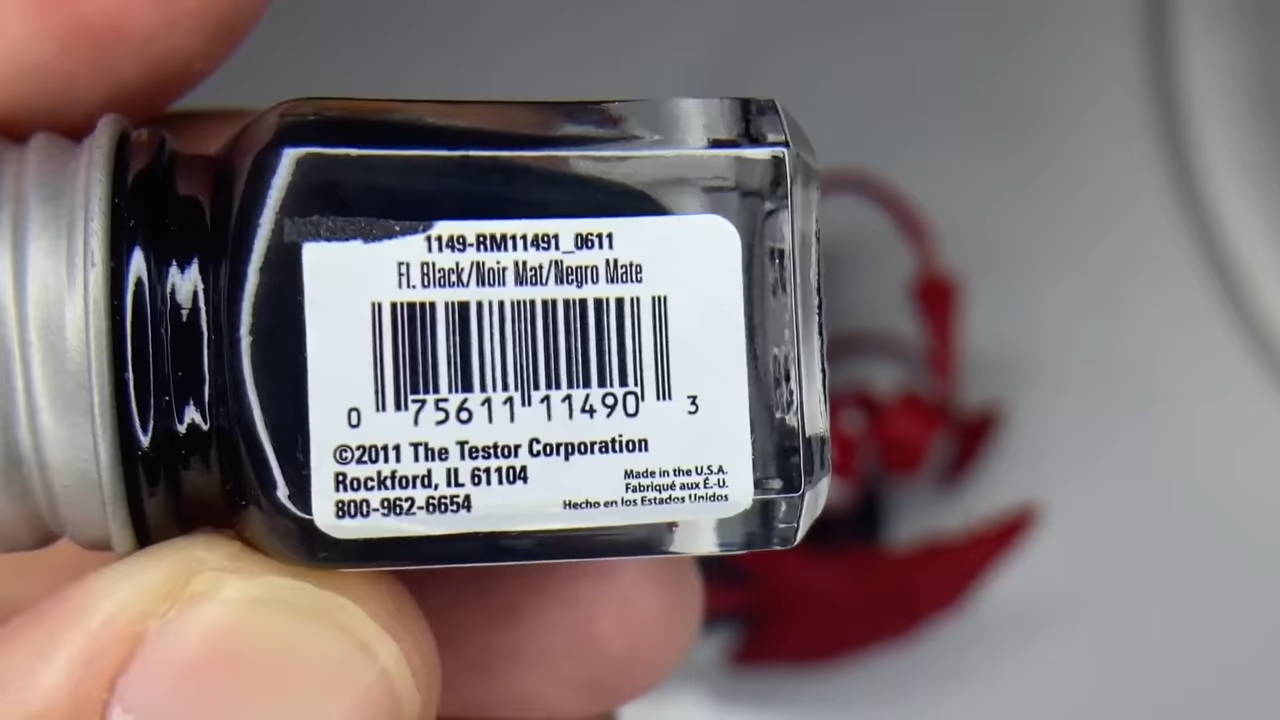 1149-RM11491_0611
Fl. Black/Noir Mat/Negro Mate
0 75611 11490 3
©2011 The Testor Corporation
Rockford, IL 61104
800-962-6654
Made in the U.S.A.
Fabriqué aux É.-U.
Hecho en los Estados Unidos